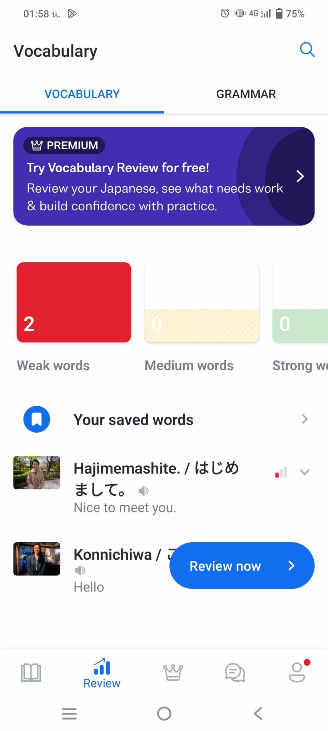 01:58 น.
4G
75%
Vocabulary
VOCABULARY
GRAMMAR
PREMIUM
Try Vocabulary Review for free!
Review your Japanese, see what needs work
& build confidence with practice.
2
0
0
Weak words
Medium words
Strong
Your saved words
Hajimemashite. / はじめ
まして。
Nice to meet you.
Konnichiwa /
Hello
Review now
Review